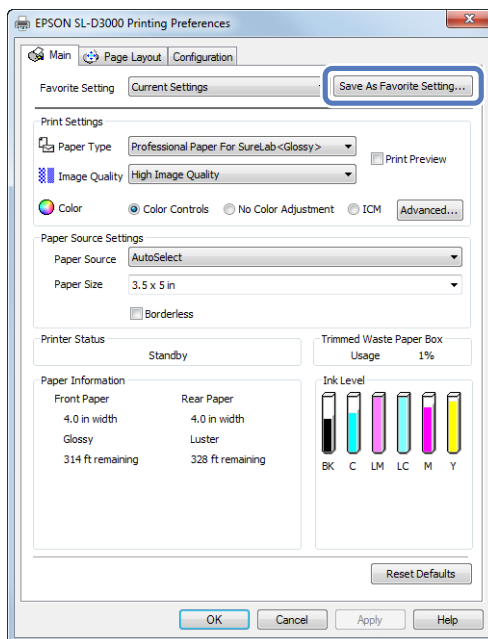 EPSON SL-D3000 Printing Preferences
Main Page Layout Configuration
Favorite Setting Current Settings Save As Favorite Setting...
Print Settings
Paper Type Professional Paper For SureLab<Glossy>
Print Preview
Image Quality High Image Quality
Color Color Controls No Color Adjustment ICM Advanced...
Paper Source Settings
Paper Source AutoSelect
Paper Size 3.5 x 5 in
Borderless
Printer Status Trimmed Waste Paper Box
Standby Usage 1%
Paper Information Ink Level
Front Paper Rear Paper
4.0 in width 4.0 in width
Glossy Luster
314 ft remaining 328 ft remaining
BK C LM LC M Y
Reset Defaults
OK Cancel Apply Help